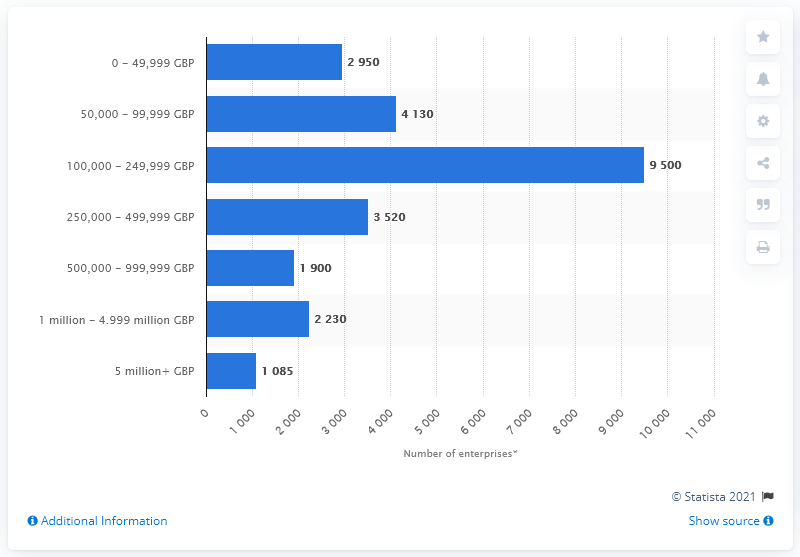 0 – 49,999 GBP 2 950
50,000 – 99,999 GBP 4 130
100,000 – 249,999 GBP 9 500
250,000 – 499,999 GBP 3 520
500,000 – 999,999 GBP 1 900
1 million – 4.999 million GBP 2 230
5 million+ GBP 1 085
0 1 000 2 000 3 000 4 000 5 000 6 000 7 000 8 000 9 000 10 000 11 000
Number of enterprises*
© Statista 2021
Additional Information Show source